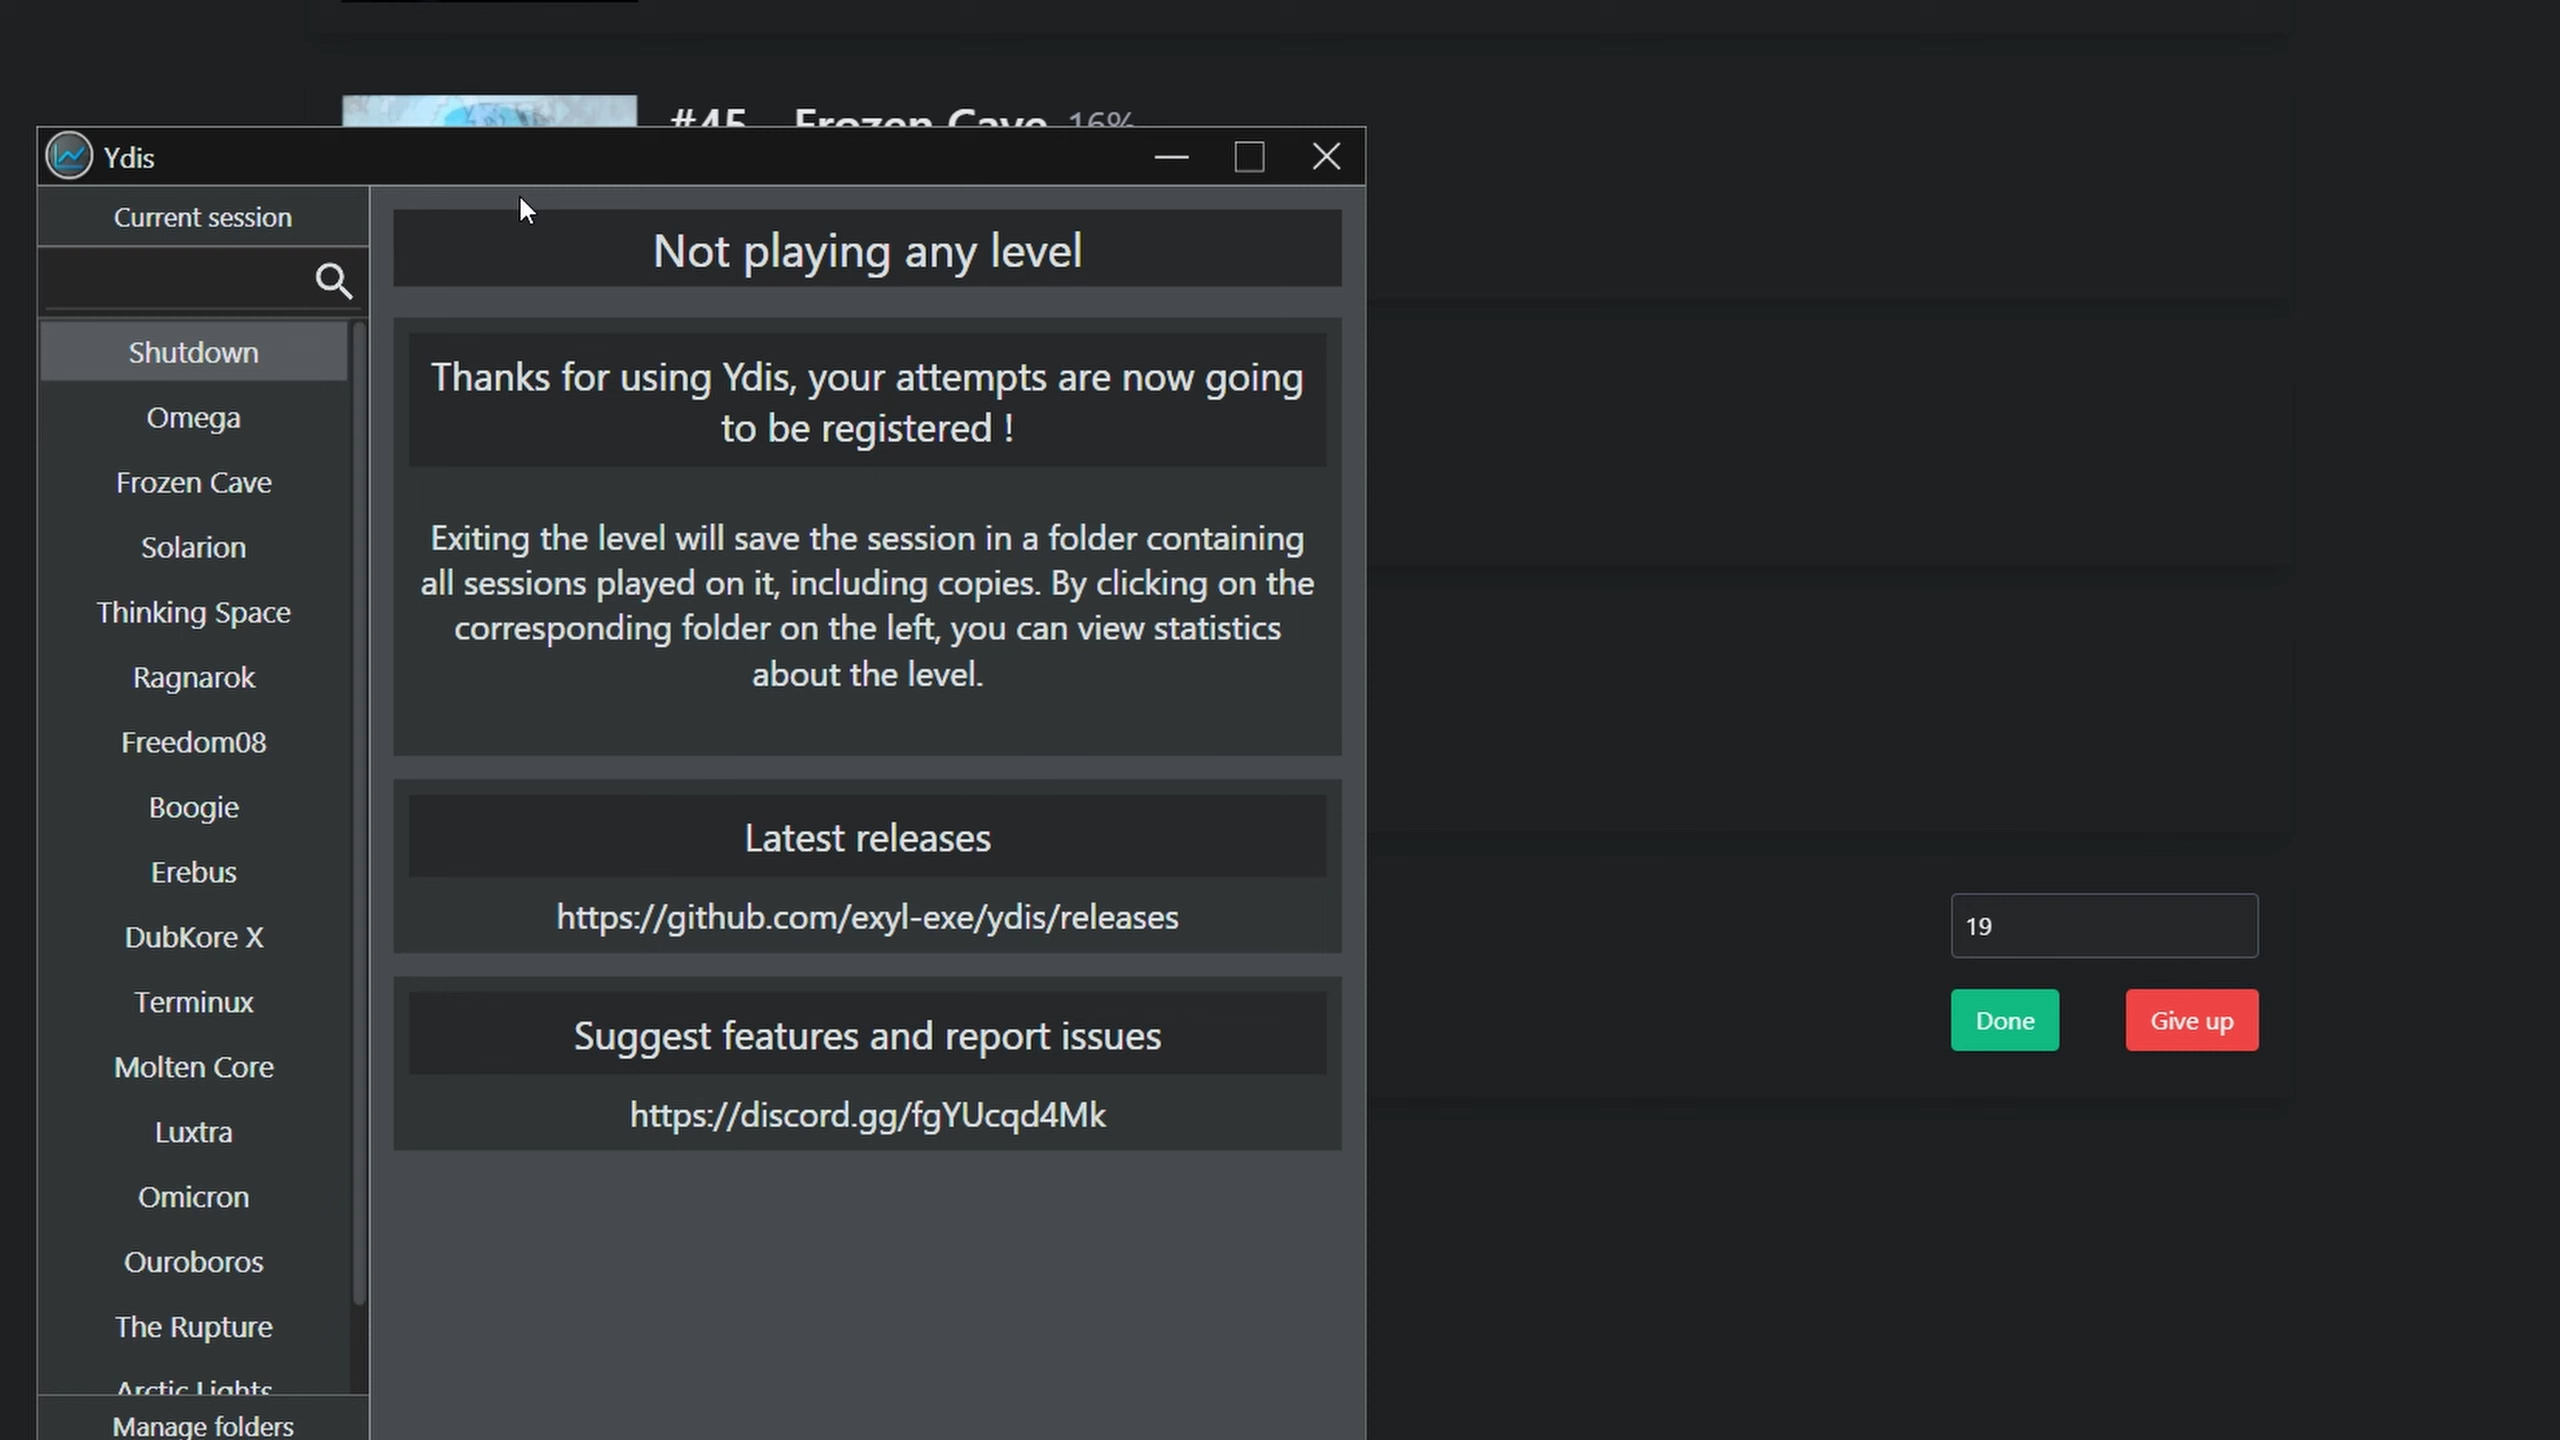 #45 Frozen Cave 16%
Ydis
Current session
Shutdown
Omega
Frozen Cave
Solarion
Thinking Space
Ragnarok
Freedom08
Boogie
Erebus
DubKore X
Terminux
Molten Core
Luxtra
Omicron
Ouroboros
The Rupture
Arctic Lights
Manage folders
Not playing any level
Thanks for using Ydis, your attempts are now going
to be registered !
Exiting the level will save the session in a folder containing
all sessions played on it, including copies. By clicking on the
corresponding folder on the left, you can view statistics
about the level.
Latest releases
https://github.com/exyl-exe/ydis/releases
Suggest features and report issues
https://discord.gg/fgYUcqd4Mk
19
Done
Give up